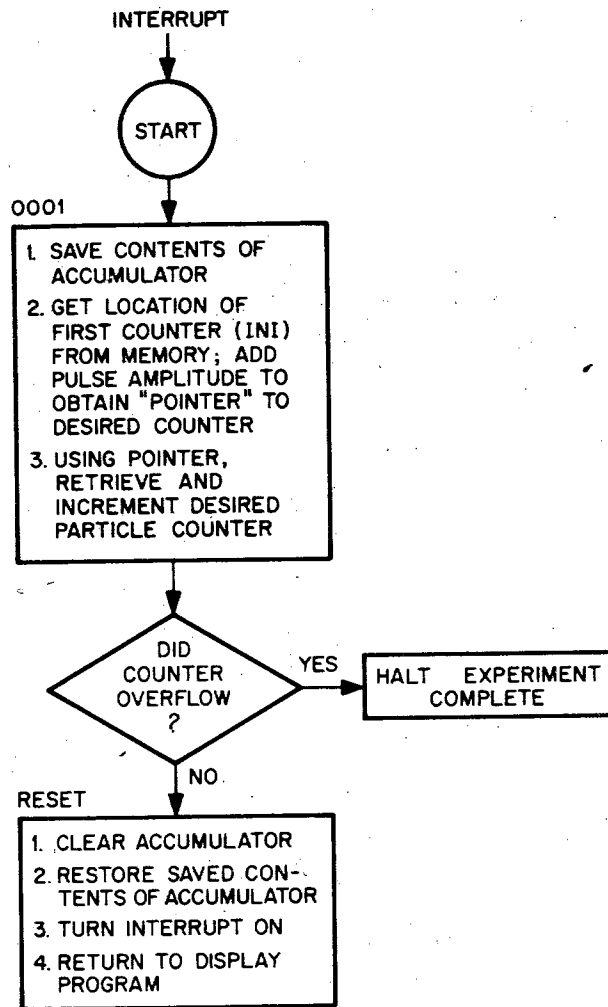 INTERRUPT
START
0001
1. SAVE CONTENTS OF
ACCUMULATOR
2. GET LOCATION OF
FIRST COUNTER (INI)
FROM MEMORY; ADD
PULSE AMPLITUDE TO
OBTAIN "POINTER" TO
DESIRED COUNTER
3. USING POINTER,
RETRIEVE AND
INCREMENT DESIRED
PARTICLE COUNTER
DID
COUNTER
OVERFLOW
?
YES
HALT EXPERIMENT
COMPLETE
NO
RESET
1. CLEAR ACCUMULATOR
2. RESTORE SAVED CON-
TENTS OF ACCUMULATOR
3. TURN INTERRUPT ON
4. RETURN TO DISPLAY
PROGRAM